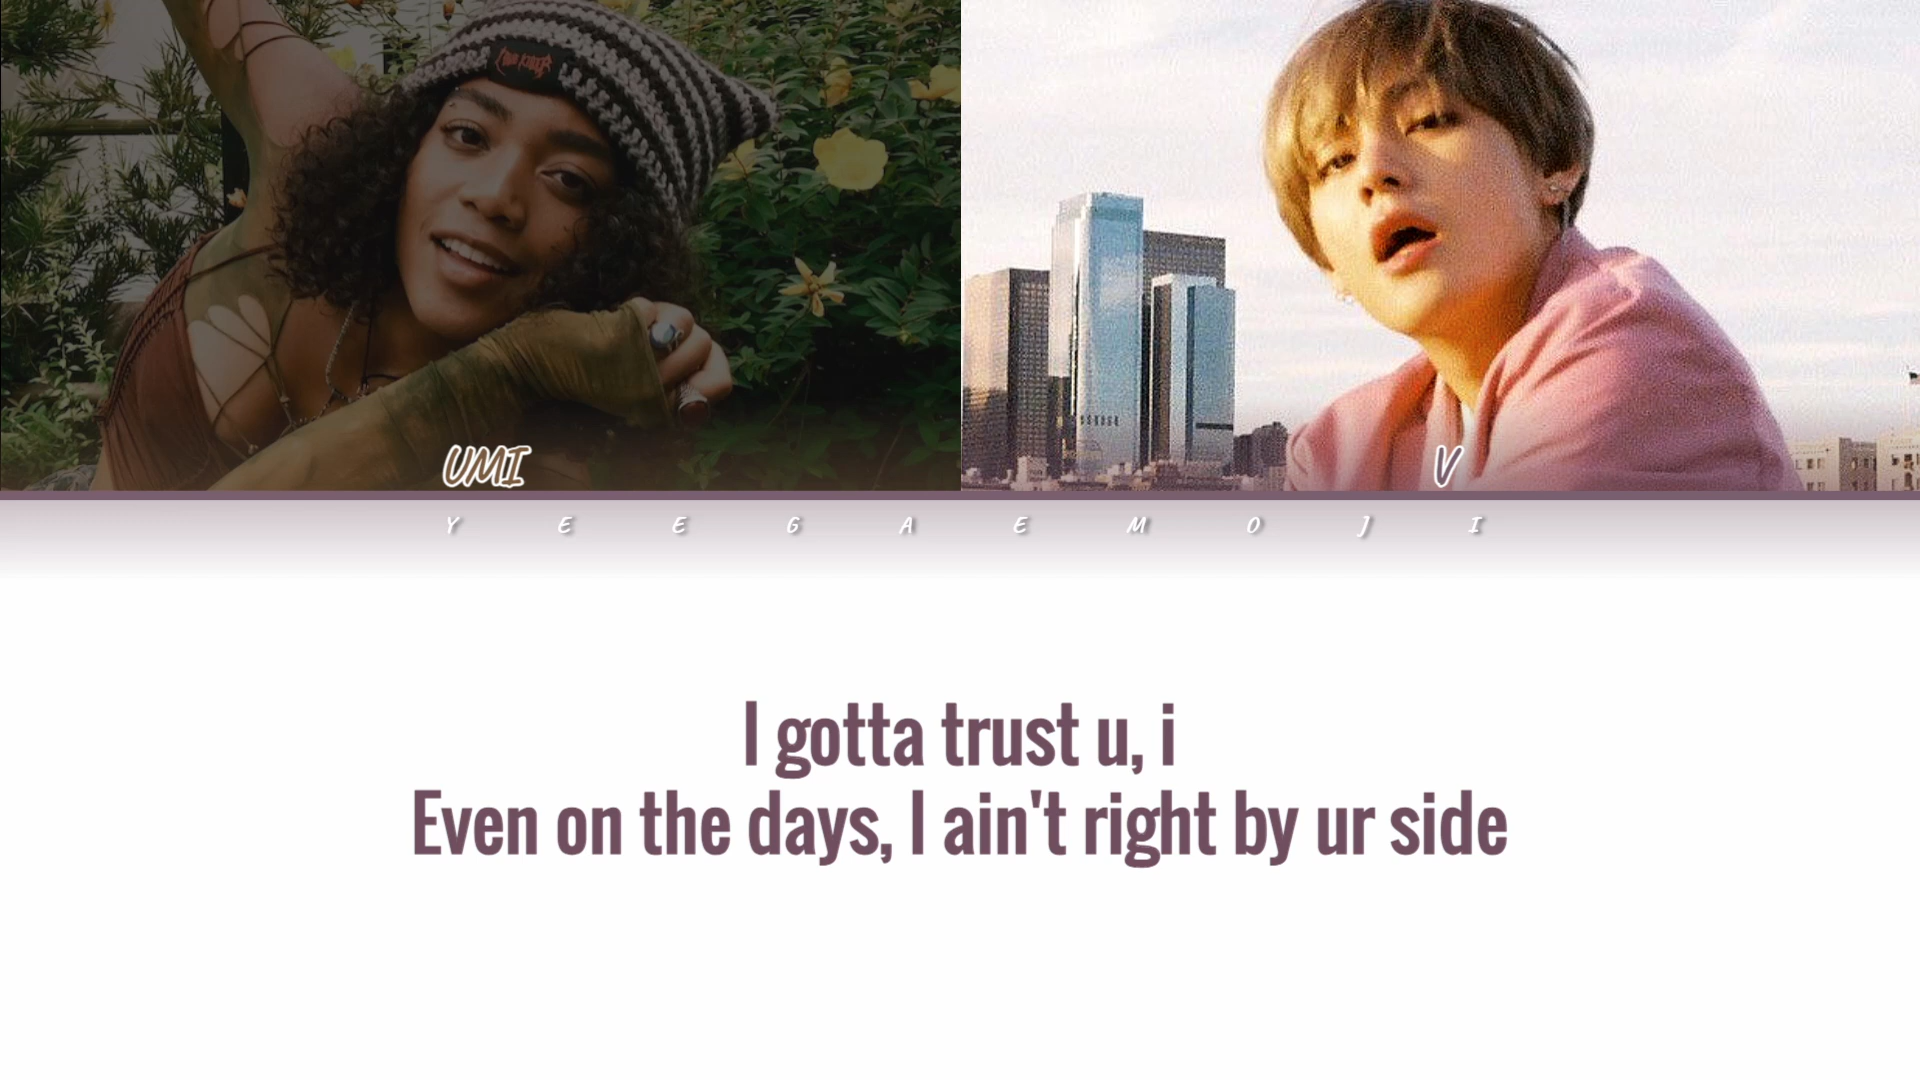 UMI
V
Y E E G A E M O J I
I gotta trust u, i
Even on the days, I ain't right by ur side